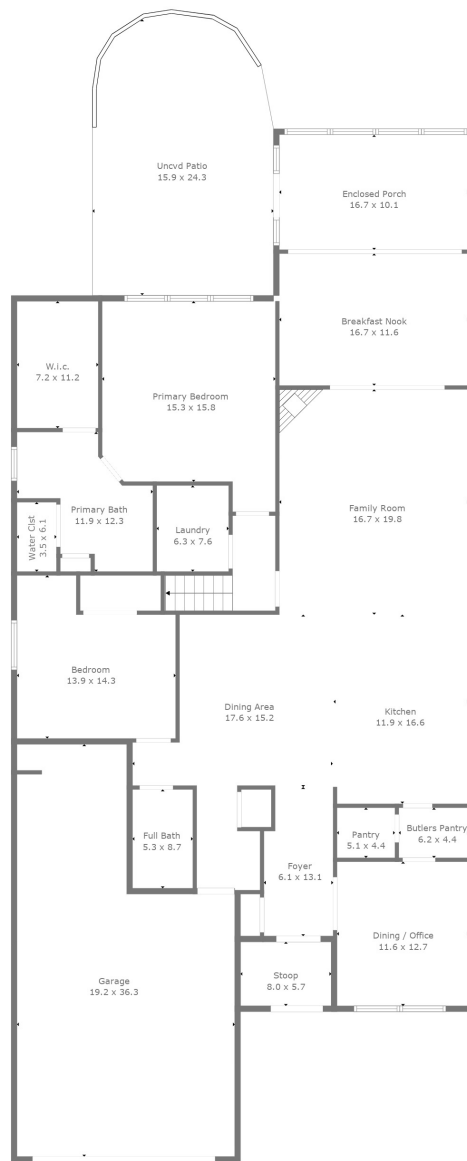 Uncvd Patio
15.9 x 24.3
Enclosed Porch
16.7 x 10.1
Breakfast Nook
16.7 x 11.6
W.i.c.
7.2 x 11.2
Primary Bedroom
15.3 x 15.8
Family Room
16.7 x 19.8
Primary Bath
11.9 x 12.3
Laundry
6.3 x 7.6
Water Clst
3.5 x 6.1
Bedroom
13.9 x 14.3
Dining Area
17.6 x 15.2
Kitchen
11.9 x 16.6
Full Bath
5.3 x 8.7
Pantry
5.1 x 4.4
Butlers Pantry
6.2 x 4.4
Foyer
6.1 x 13.1
Dining / Office
11.6 x 12.7
Stoop
8.0 x 5.7
Garage
19.2 x 36.3